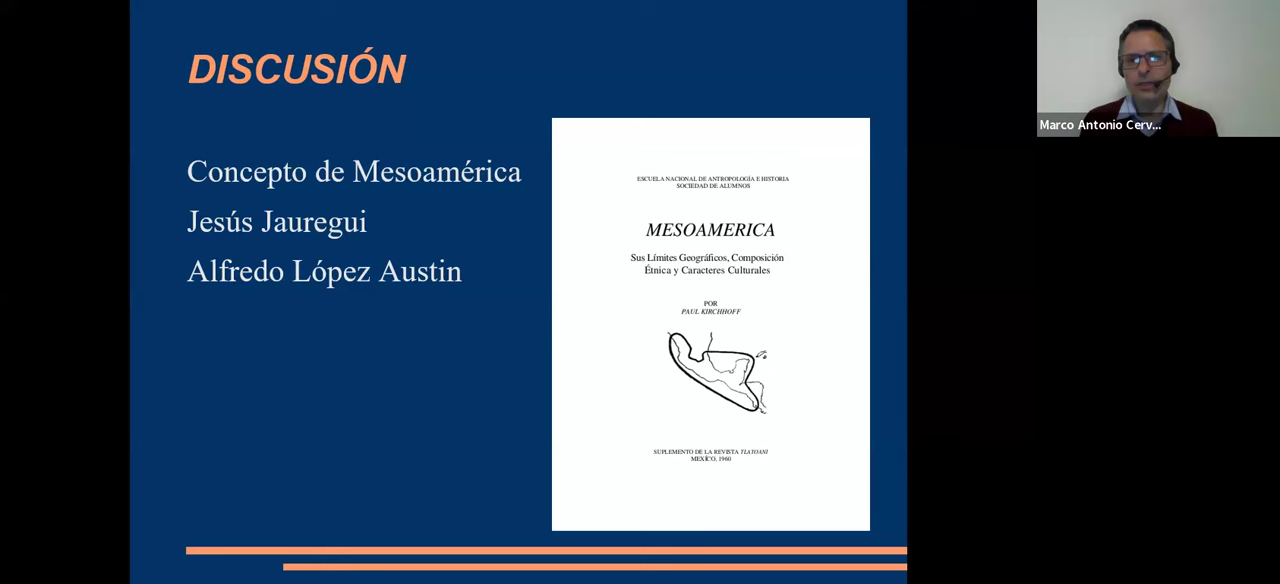 DISCUSIÓN
Concepto de Mesoamérica
Jesús Jauregui
Alfredo López Austin
ESCUELA NACIONAL DE ANTROPOLOGÍA E HISTORIA
SOCIEDAD DE ALUMNOS
MESOAMERICA
Sus Límites Geográficos, Composición
Étnica y Caracteres Culturales
POR
PAUL KIRCHHOFF
SUPLEMENTO DE LA REVISTA TLATOANI
MEXÍCO, 1960
Marco Antonio Cerv...